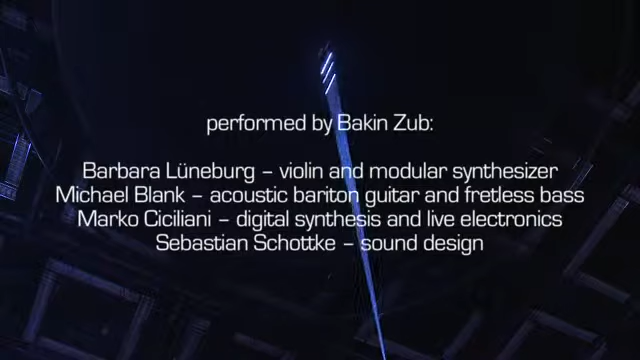 performed by Bakin Zub:
Barbara Lüneburg – violin and modular synthesizer
Michael Blank – acoustic bariton guitar and fretless bass
Marko Ciciliani – digital synthesis and live electronics
Sebastian Schottke – sound design